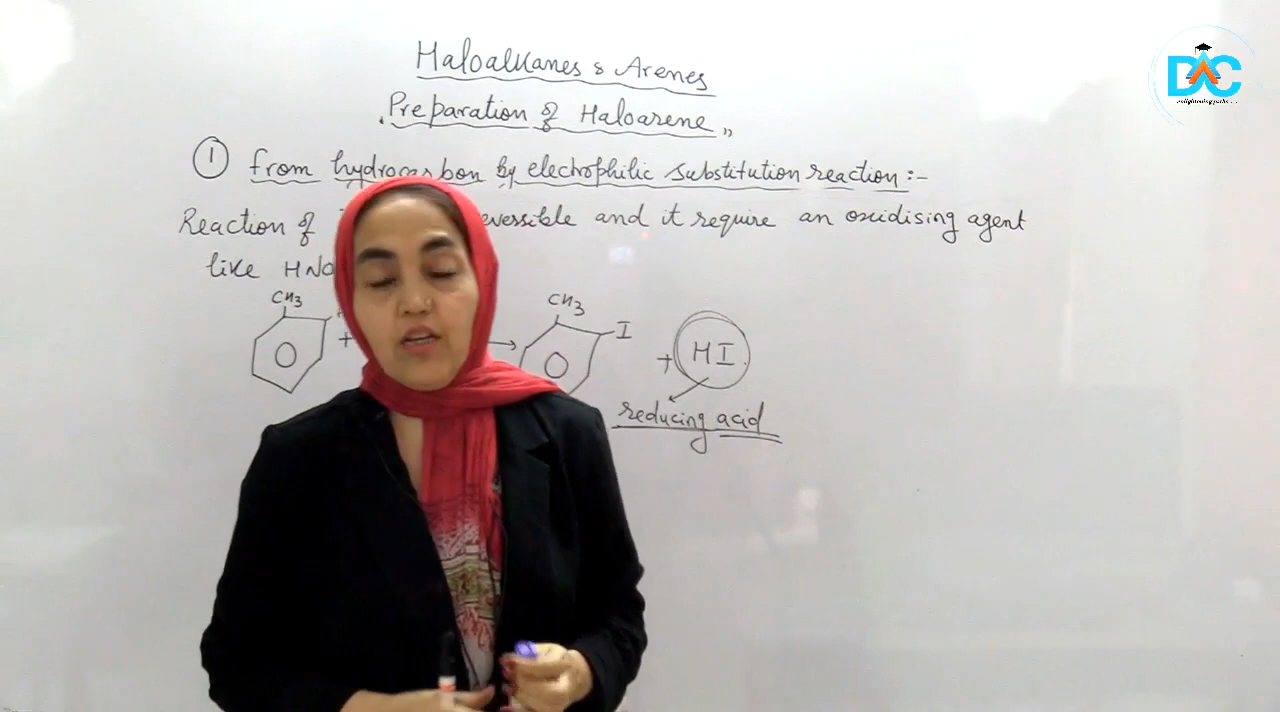 Haloalkanes & Arenes
Preparation of Haloarene
DAC
① from hydrocarbon by electrophilic substitution reaction :-
Reaction of evessible and it require an oxidising agent
like HNO
CH3
+
CH3
I
+ HI
reducing acid